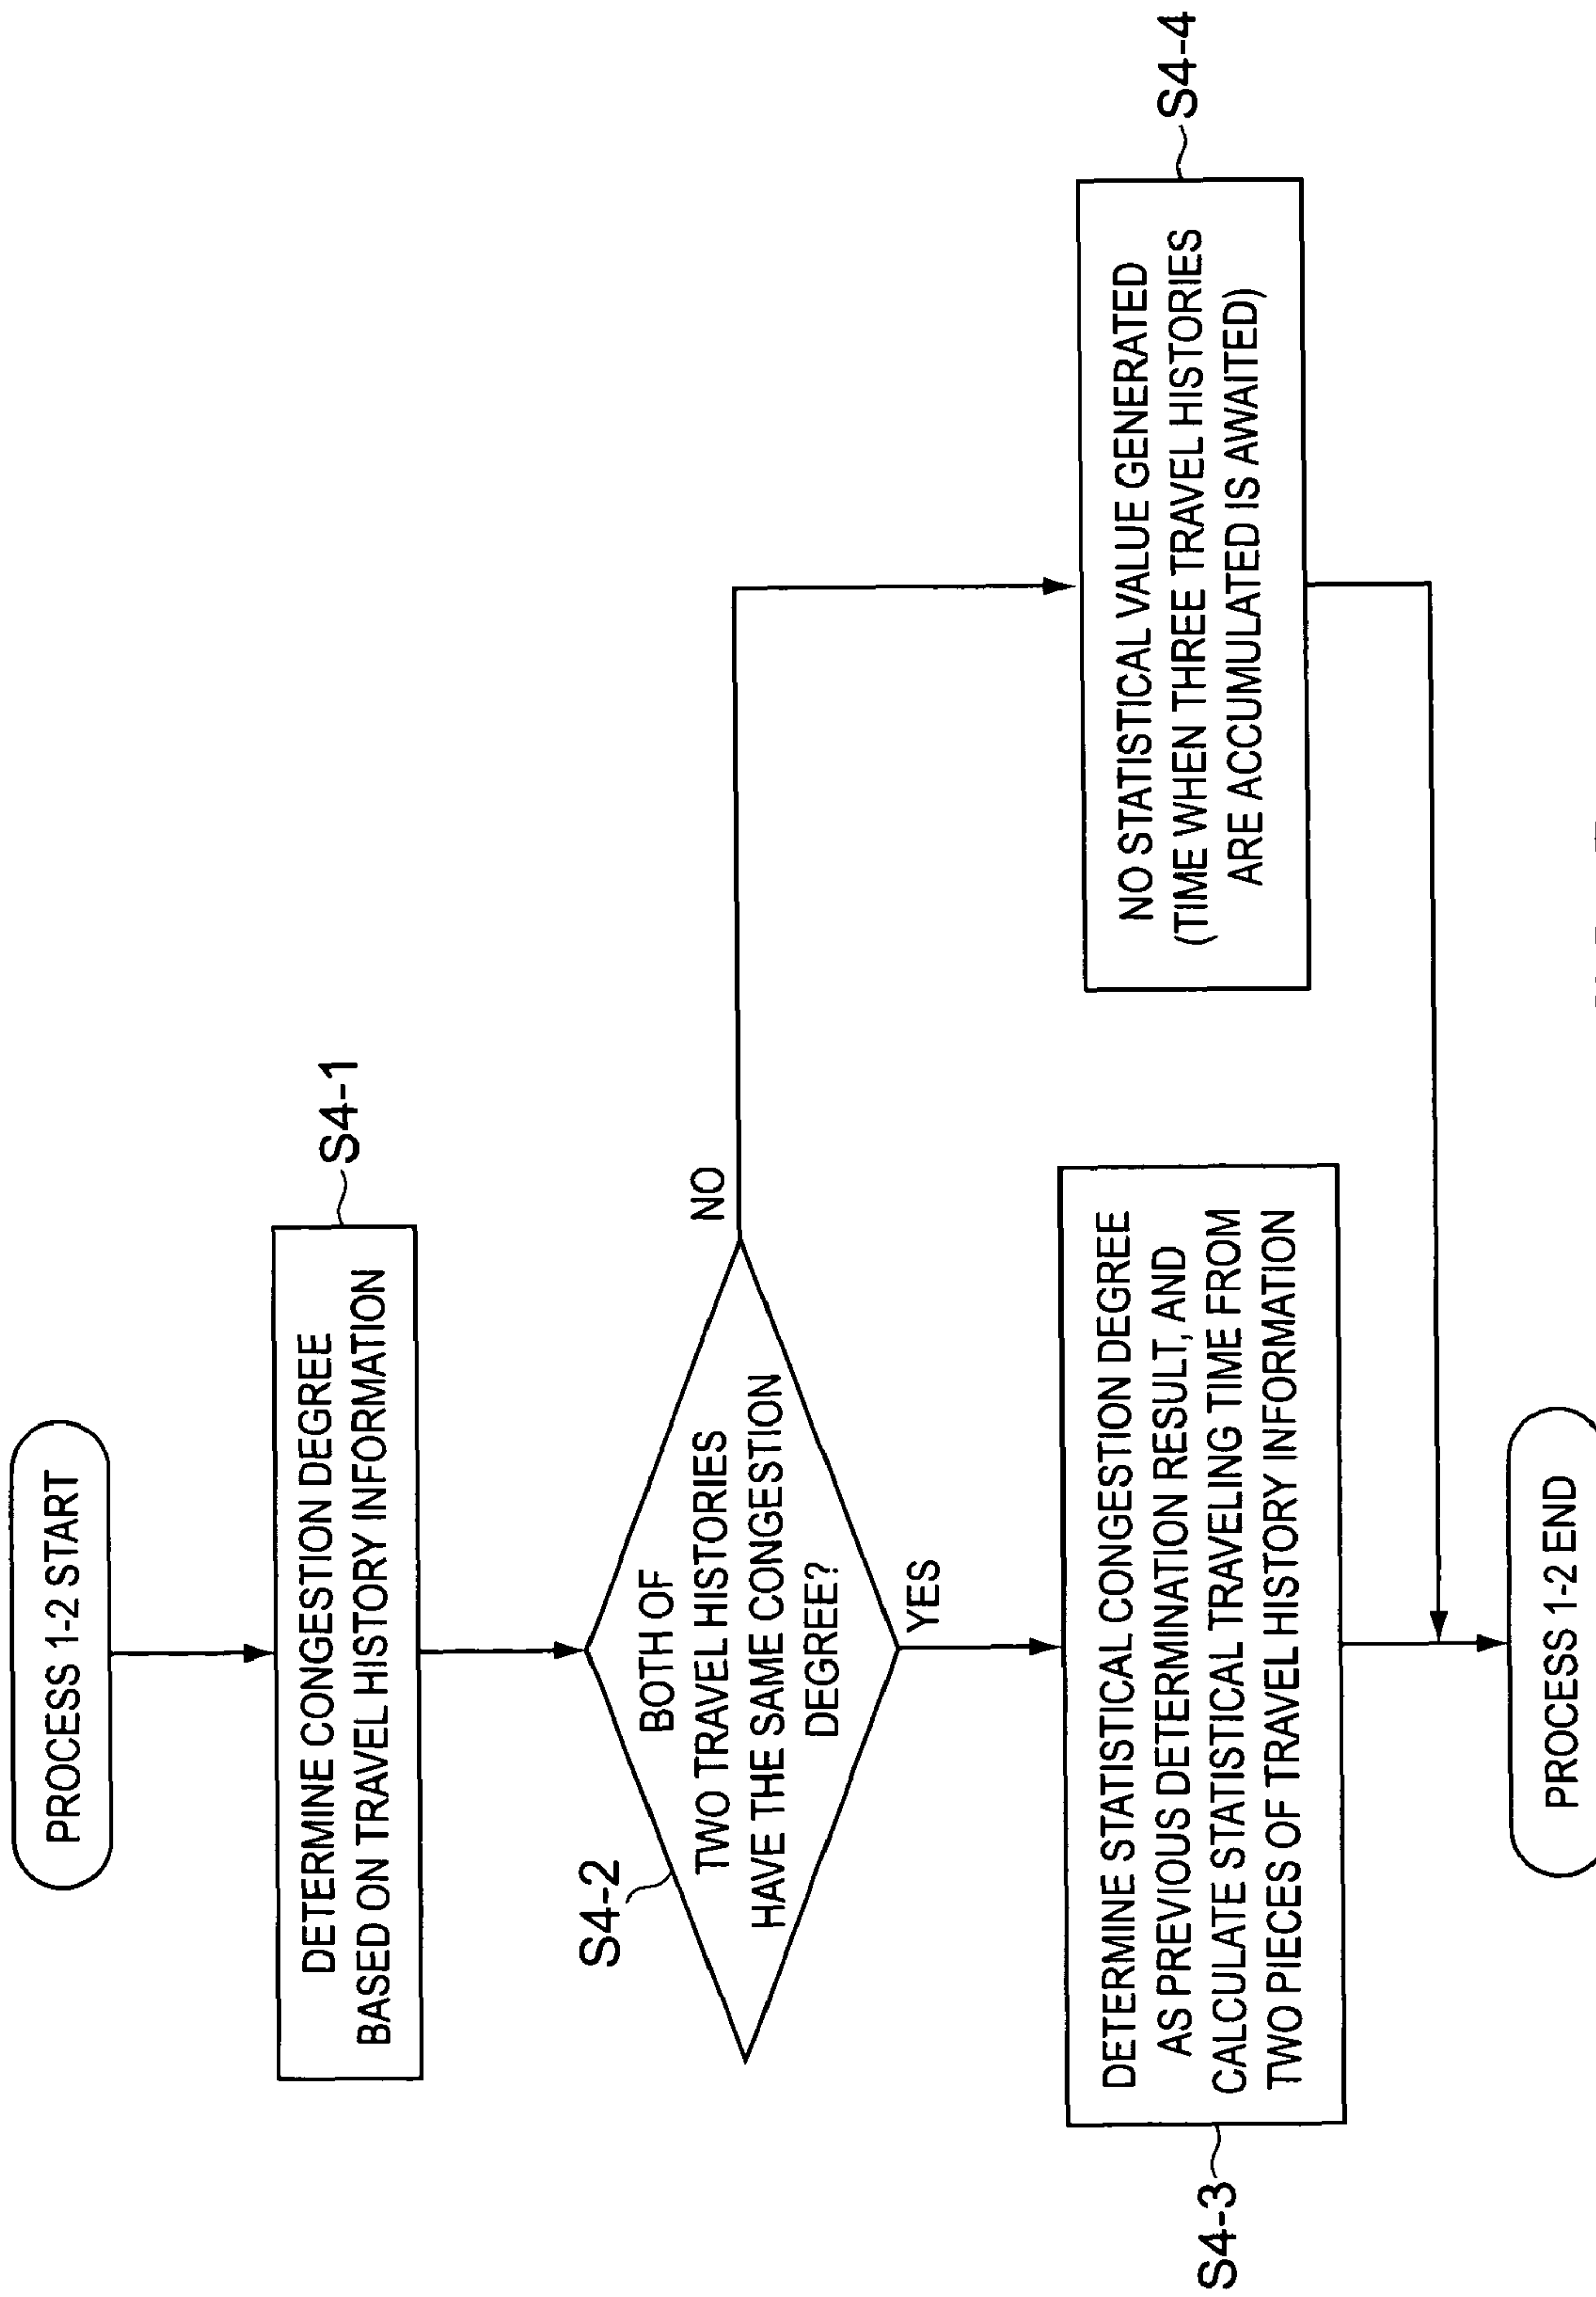 PROCESS 1-2 START
DETERMINE CONGESTION DEGREE
BASED ON TRAVEL HISTORY INFORMATION
S4-1
S4-2
BOTH OF
TWO TRAVEL HISTORIES
HAVE THE SAME CONGESTION
DEGREE?
NO
YES
S4-3
DETERMINE STATISTICAL CONGESTION DEGREE
AS PREVIOUS DETERMINATION RESULT, AND
CALCULATE STATISTICAL TRAVELING TIME FROM
TWO PIECES OF TRAVEL HISTORY INFORMATION
NO STATISTICAL VALUE GENERATED
(TIME WHEN THREE TRAVEL HISTORIES
ARE ACCUMULATED IS AWAITED)
S4-4
PROCESS 1-2 END